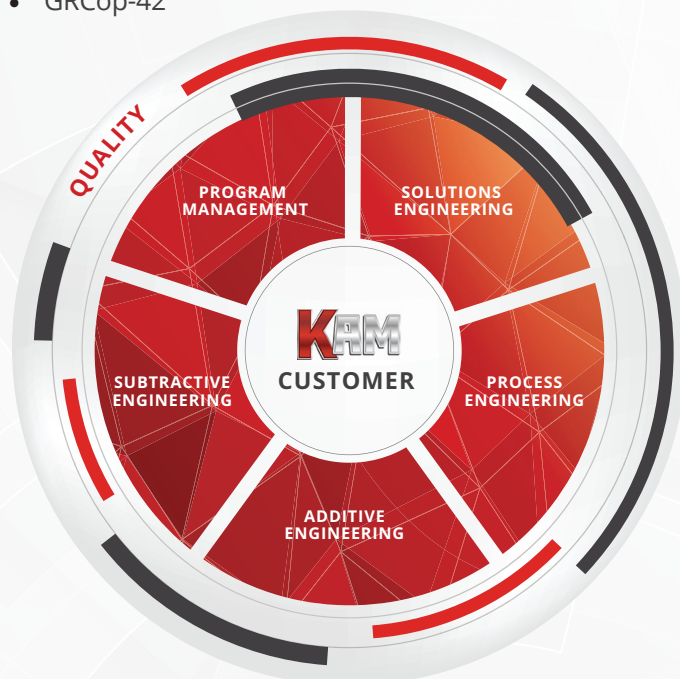 • GRCop-42
QUALITY
PROGRAM
MANAGEMENT
SOLUTIONS
ENGINEERING
KAM
CUSTOMER
SUBTRACTIVE
ENGINEERING
PROCESS
ENGINEERING
ADDITIVE
ENGINEERING